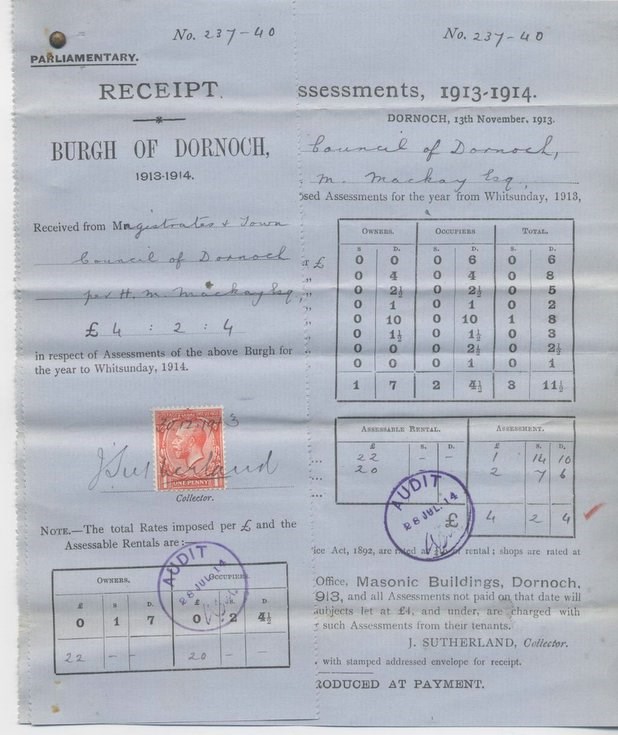 No. 237-40
PARLIAMENTARY.
RECEIPT.
BURGH OF DORNOCH,
1913-1914.
Received from Magistrates & Town
Council of Dornoch
per H. M. Mackay Esq.,
£ 4 : 2 : 4
in respect of Assessments of the above Burgh for
the year to Whitsunday, 1914.
30.12.1913
ONE PENNY
J. Sutherland
Collector.
NOTE.—The total Rates imposed per £ and the
Assessable Rentals are:—
OWNERS. OCCUPIERS.
£ S D. £ S. D.
0 1 7 0 2 4½
22 - - 20 - -
AUDIT
28 JUL. 14
No. 237-40
ssessments, 1913-1914.
DORNOCH, 13th November, 1913.
Council of Dornoch,
M. Mackay Esq.,
sed Assessments for the year from Whitsunday, 1913,
OWNERS. OCCUPIERS. TOTAL.
S. D. S. D. S. D.
£ 0 0 0 6 0 6
" 0 4 0 4 0 8
" 0 2½ 0 2½ 0 5
" 0 1 0 1 0 2
" 0 10 0 10 1 8
0 1½ 0 1½ 0 3
0 0 0 2½ 0 2½
0 0 0 1 0 1
1 7 2 4½ 3 11½
ASSESSABLE RENTAL. ASSESSMENT.
£ S. D. £ S. D.
... 22 - - 1 14 10
... 20 - - 2 7 6
...
£ 4 2 4
AUDIT
28 JUL. 14
ice Act, 1892, are rated at rental; shops are rated at
Office, Masonic Buildings, Dornoch.
913, and all Assessments not paid on that date will
subjects let at £4, and under, are charged with
such Assessments from their tenants.
J. SUTHERLAND, Collector.
with stamped addressed envelope for receipt.
RODUCED AT PAYMENT.